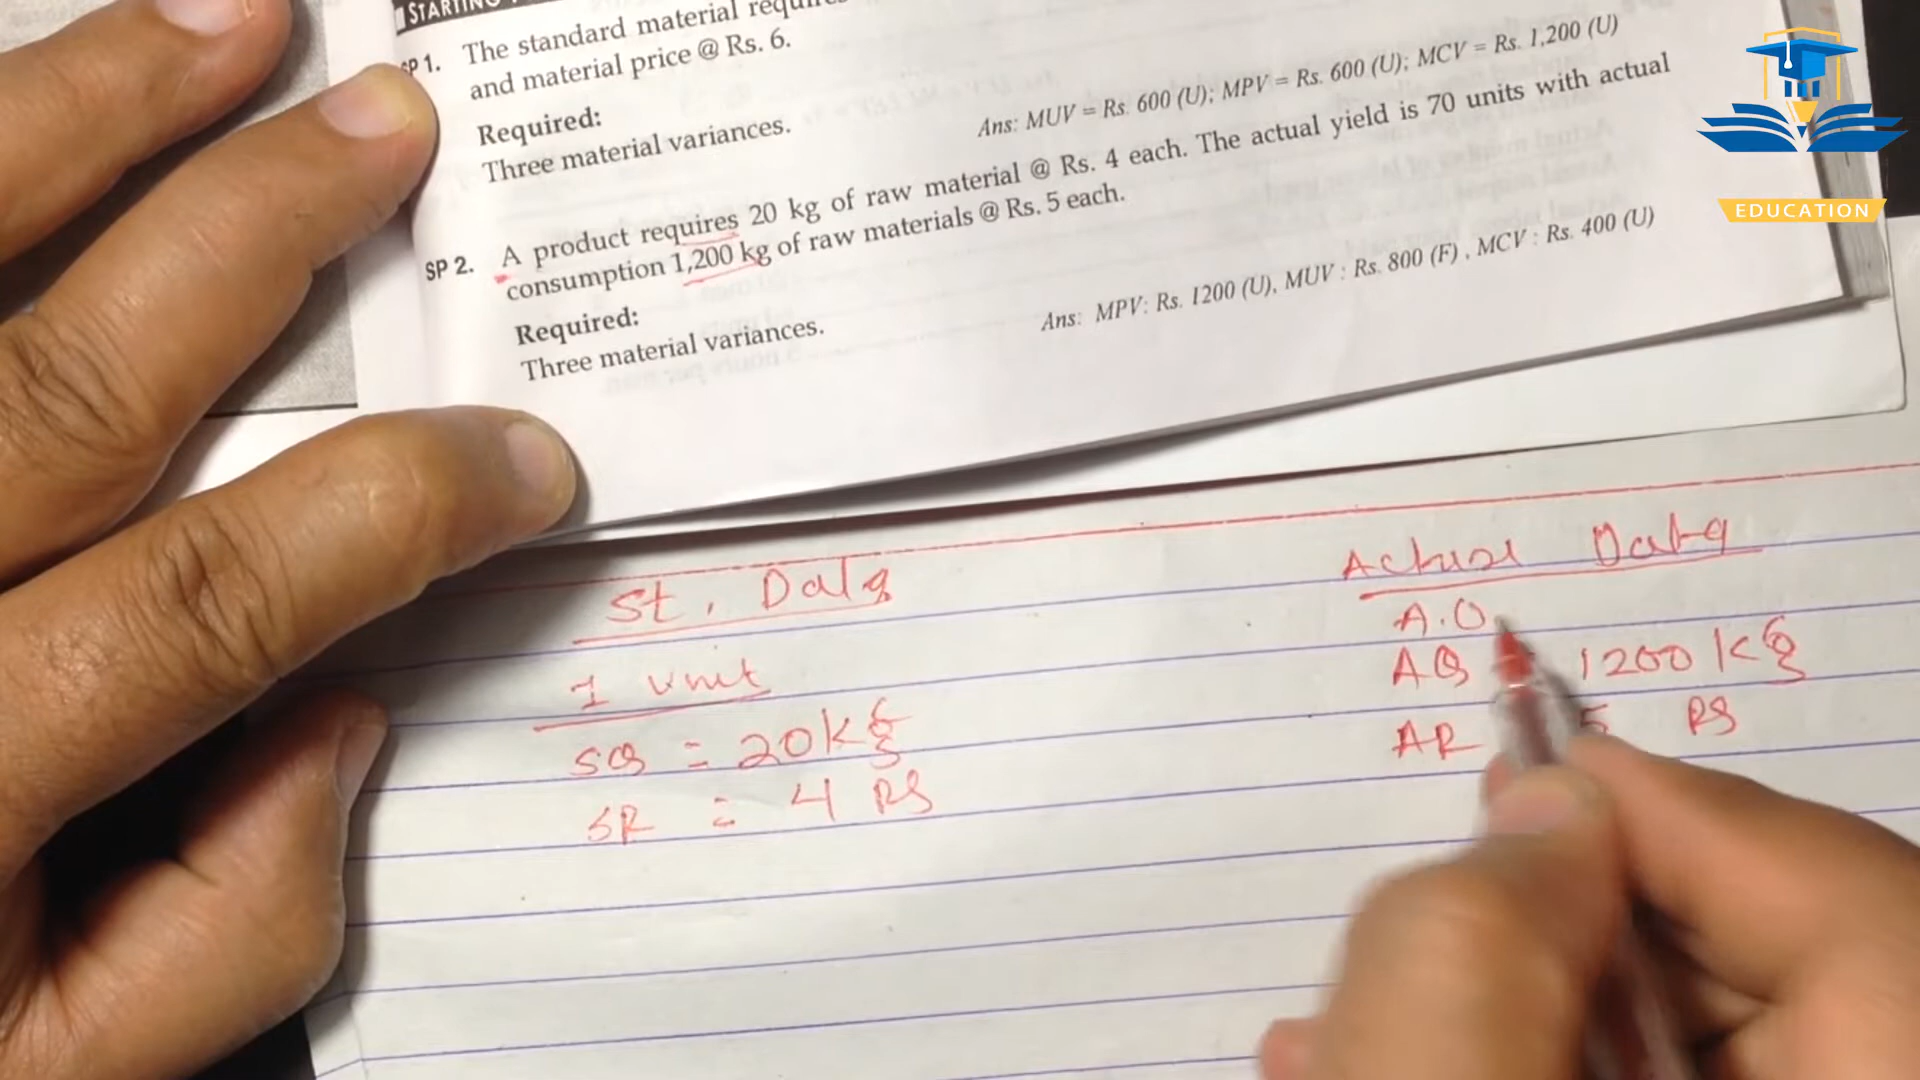 STARTING
SP 1. The standard material
and material price @ Rs. 6.
Required:
Three material variances.
Ans: MUV = Rs. 600 (U); MPV = Rs. 600 (U); MCV = Rs. 1,200 (U)
SP 2. A product requires 20 kg of raw material @ Rs. 4 each. The actual yield is 70 units with actual
consumption 1,200 kg of raw materials @ Rs. 5 each.
Required:
Three material variances.
Ans: MPV: Rs. 1200 (U), MUV : Rs. 800 (F) , MCV : Rs. 400 (U)
EDUCATION
St. Data
1 unit
SQ = 20 kg
SR = 4 RS
Actual Data
A.O
AQ 1200 kg
AR 5 RS